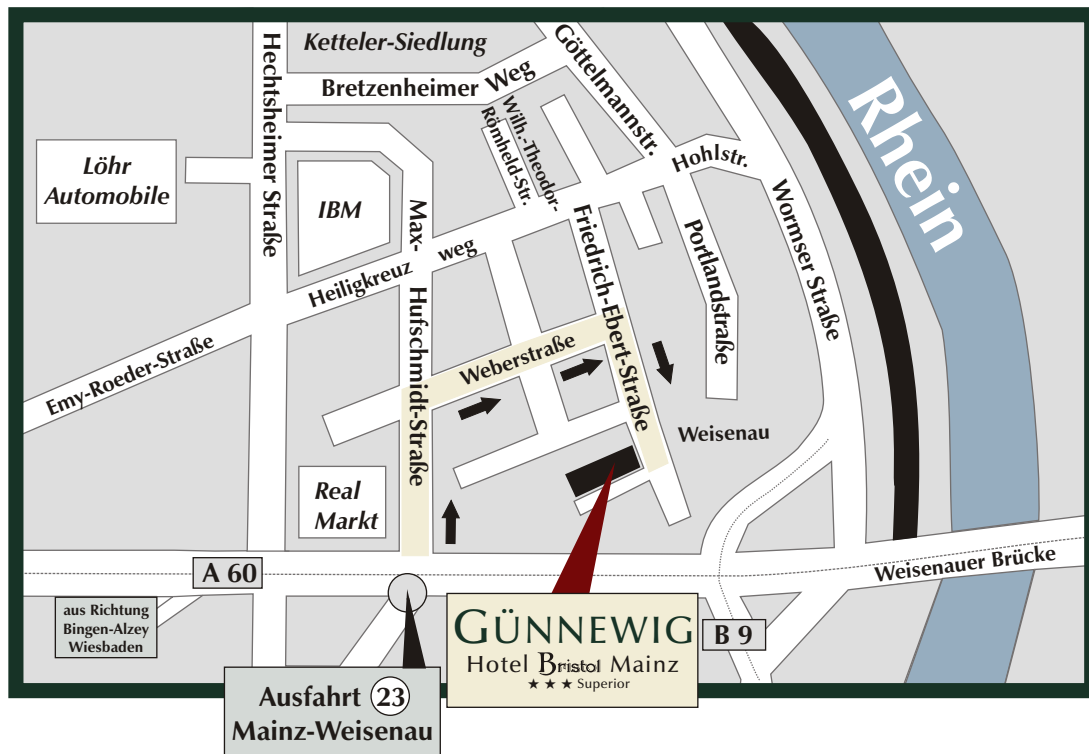 Ketteler-Siedlung
Hechtsheimer Straße
Bretzenheimer Weg
Göttelmannstr.
Wilh.-Theodor-
Römheld-Str.
Hohlstr.
Rhein
Löhr
Automobile
IBM
Max-
Hufschmidt-Straße
Heiligkreuz weg
Friedrich-Ebert-Straße
Portlandstraße
Wormser Straße
Emy-Roeder-Straße
Weberstraße
Weisenau
Real
Markt
A 60
Weisenauer Brücke
aus Richtung
Bingen-Alzey
Wiesbaden
GÜNNEWIG
Hotel Bristol Mainz
★ ★ ★ Superior
B 9
Ausfahrt 23
Mainz-Weisenau